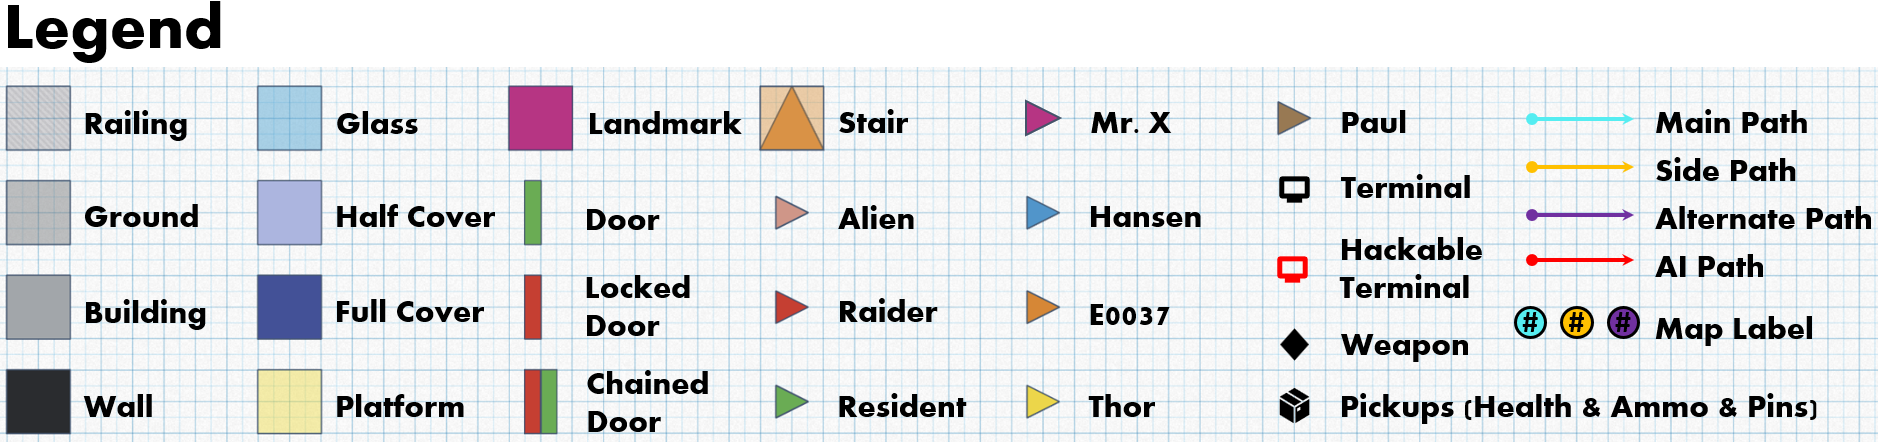 Legend
Railing
Glass
Landmark
Stair
Mr. X
Paul
Main Path
Terminal
Side Path
Ground
Half Cover
Door
Alien
Hansen
Alternate Path
Hackable
Terminal
AI Path
Building
Full Cover
Locked
Door
Raider
E0037
Weapon
# # # Map Label
Wall
Platform
Chained
Door
Resident
Thor
Pickups (Health & Ammo & Pins)